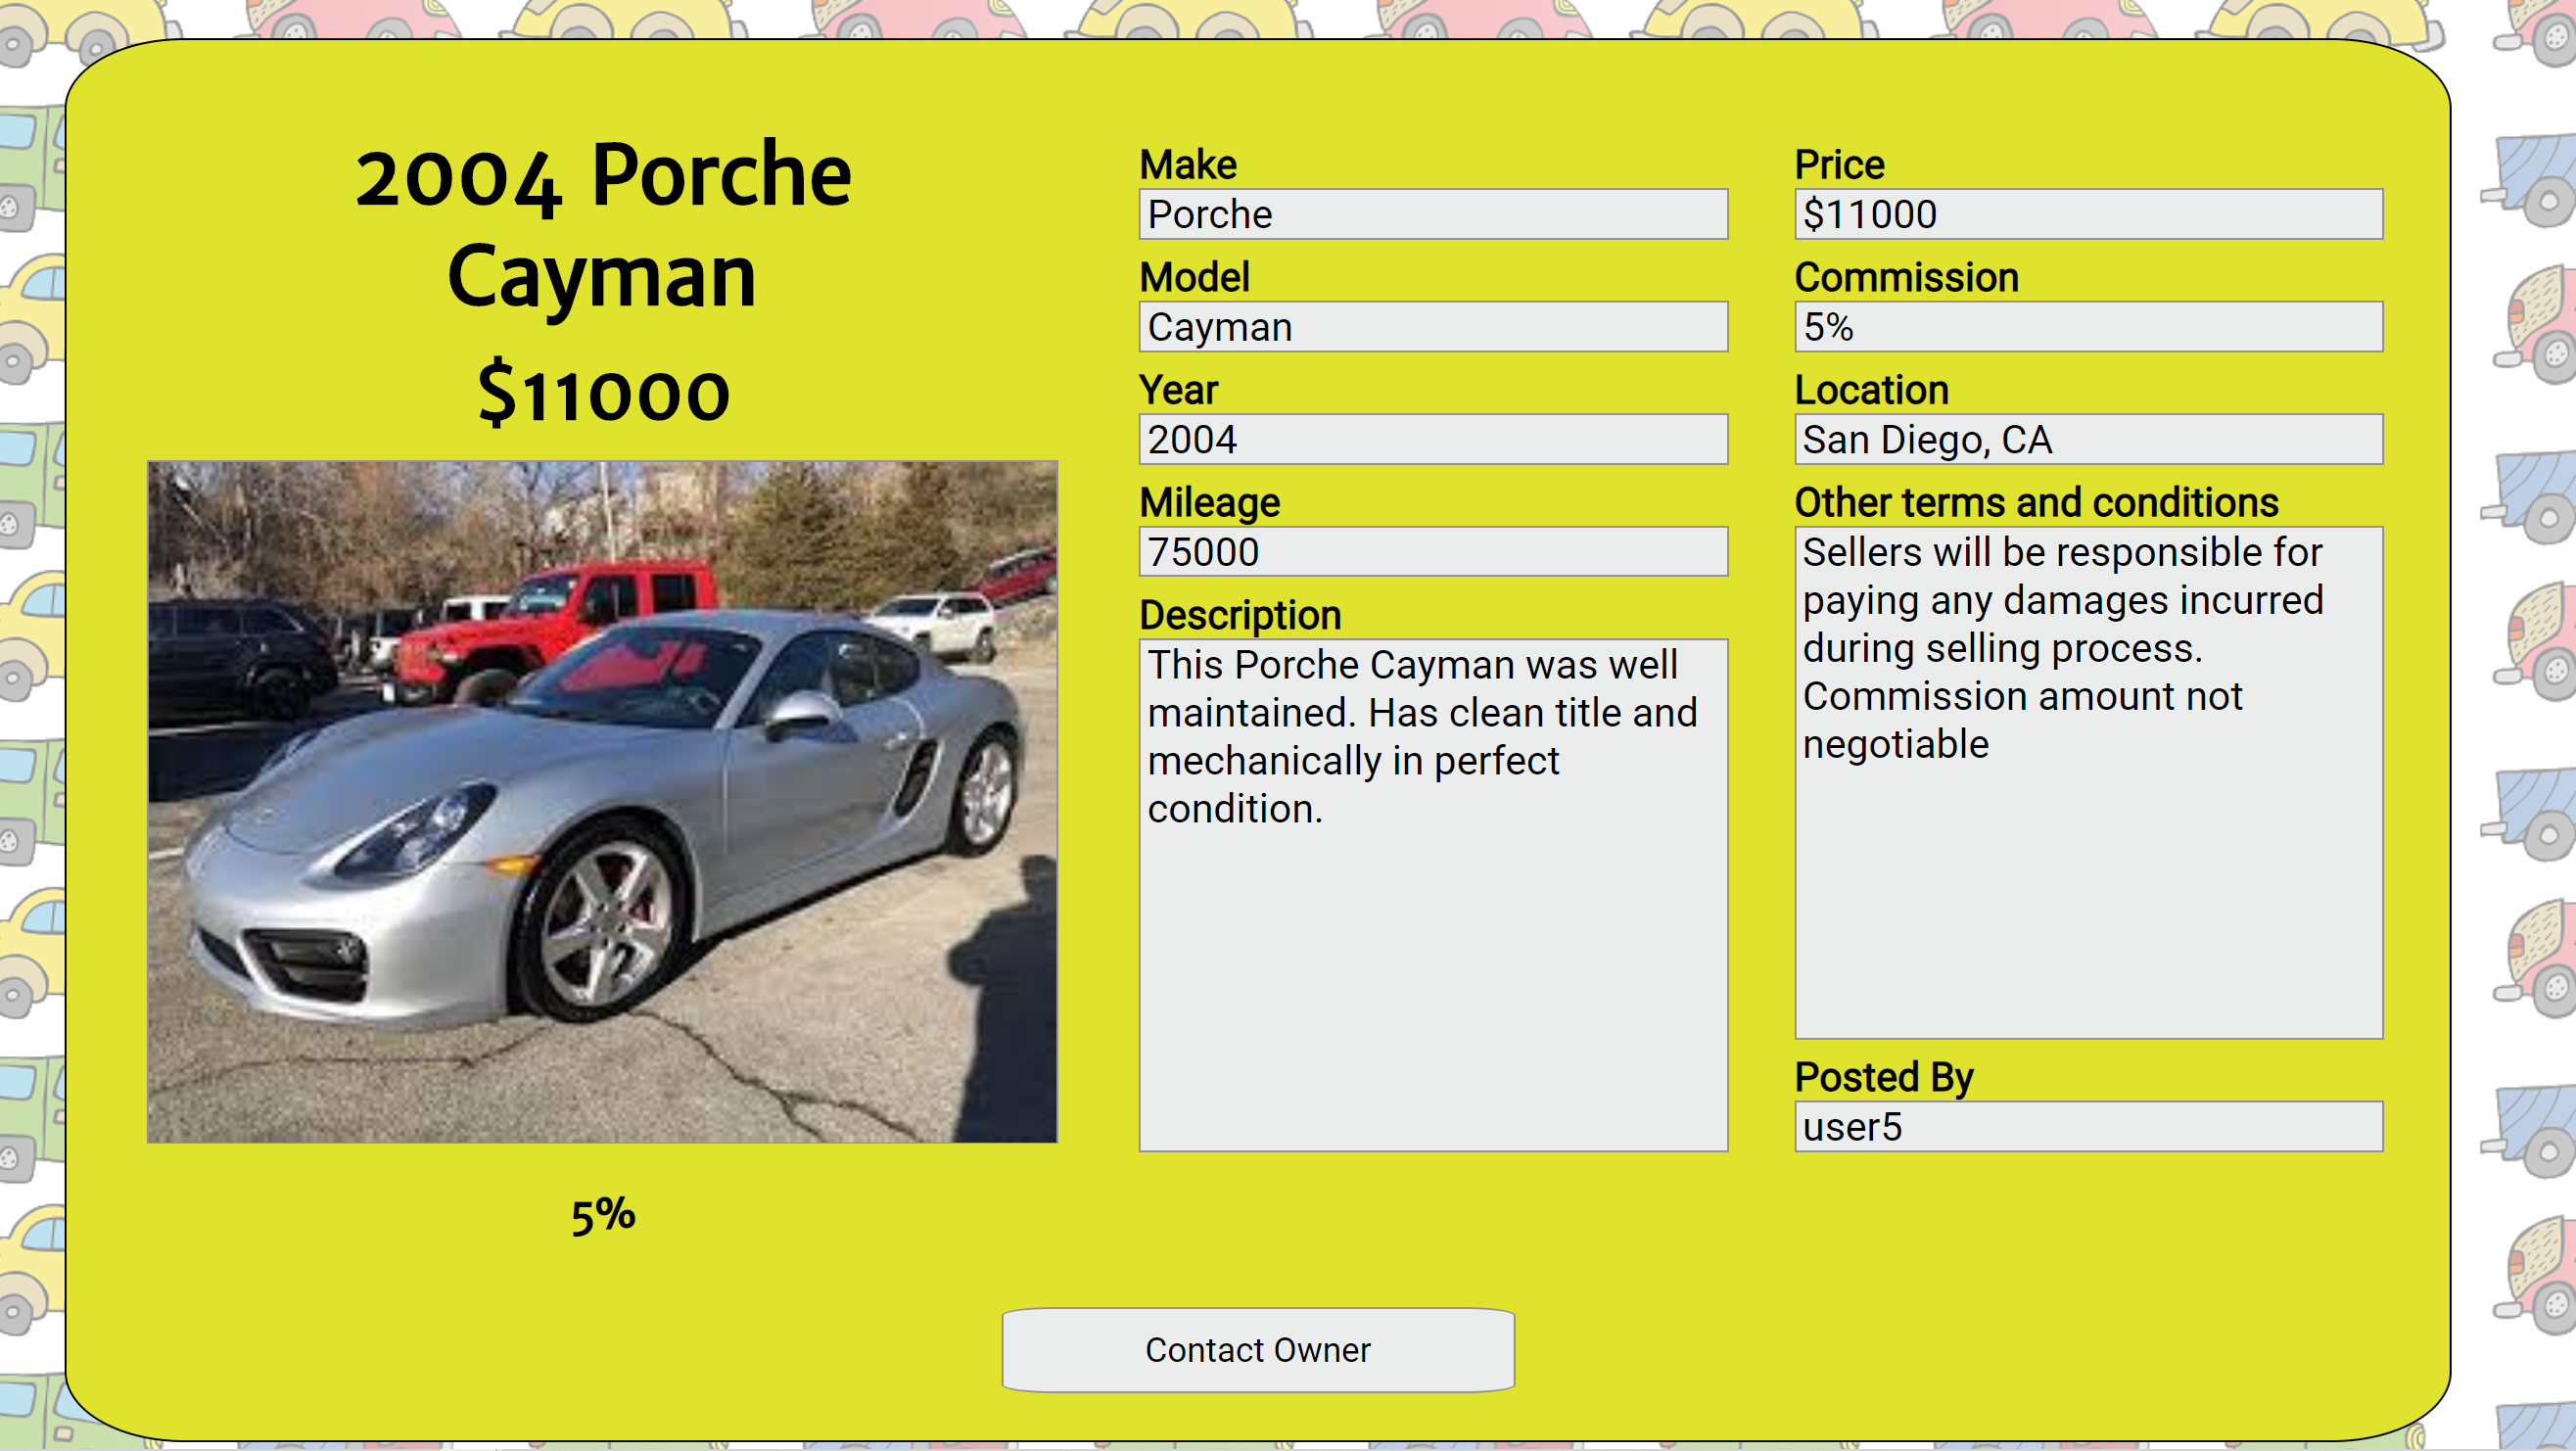 2004 Porche
Cayman
$11000
5%
Make
Porche
Model
Cayman
Year
2004
Mileage
75000
Description
This Porche Cayman was well
maintained. Has clean title and
mechanically in perfect
condition.
Price
$11000
Commission
5%
Location
San Diego, CA
Other terms and conditions
Sellers will be responsible for
paying any damages incurred
during selling process.
Commission amount not
negotiable
Posted By
user5
Contact Owner